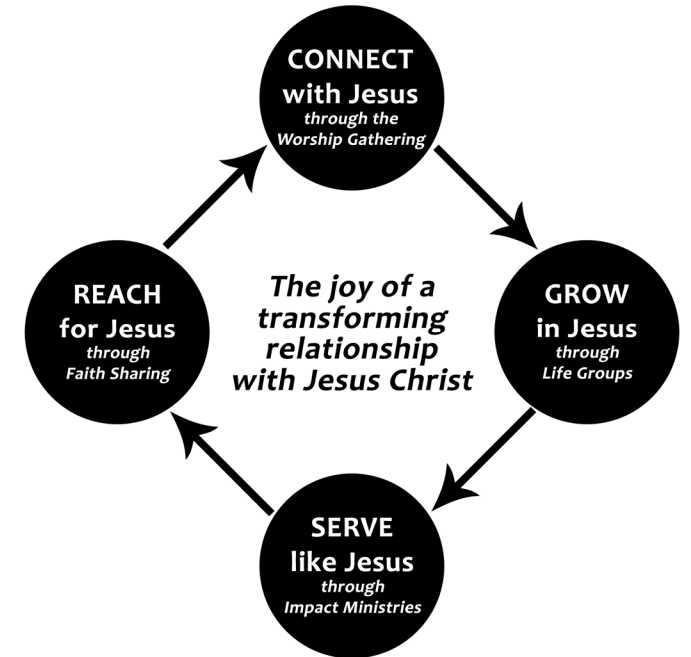 CONNECT
with Jesus
through the
Worship Gathering
REACH
for Jesus
through
Faith Sharing
The joy of a
transforming
relationship
with Jesus Christ
GROW
in Jesus
through
Life Groups
SERVE
like Jesus
through
Impact Ministries